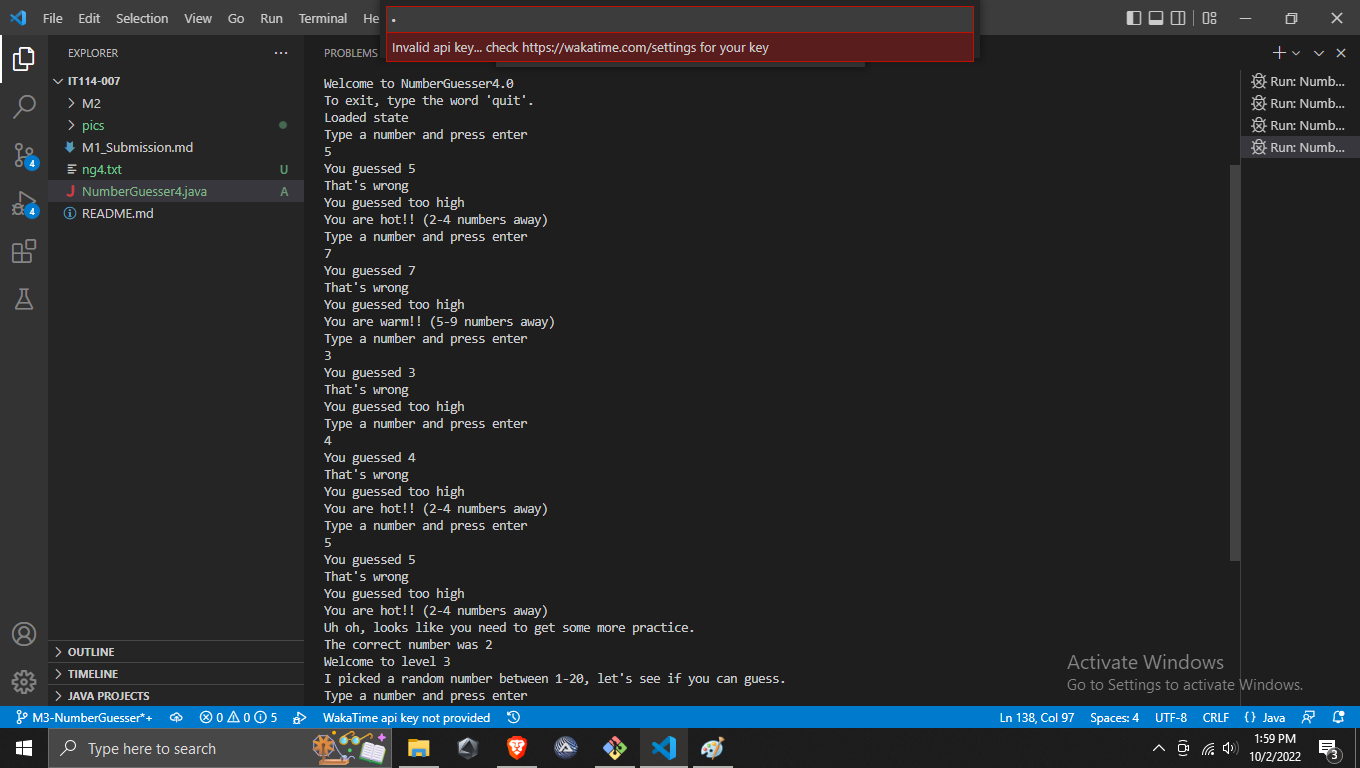 File Edit Selection View Go Run Terminal He
•
Invalid api key... check https://wakatime.com/settings for your key
EXPLORER
IT114-007
M2
pics
M1_Submission.md
ng4.txt U
NumberGuesser4.java A
README.md
OUTLINE
TIMELINE
JAVA PROJECTS
4
4
PROBLEMS
Welcome to NumberGuesser4.0
To exit, type the word 'quit'.
Loaded state
Type a number and press enter
5
You guessed 5
That's wrong
You guessed too high
You are hot!! (2-4 numbers away)
Type a number and press enter
7
You guessed 7
That's wrong
You guessed too high
You are warm!! (5-9 numbers away)
Type a number and press enter
3
You guessed 3
That's wrong
You guessed too high
Type a number and press enter
4
You guessed 4
That's wrong
You guessed too high
You are hot!! (2-4 numbers away)
Type a number and press enter
5
You guessed 5
That's wrong
You guessed too high
You are hot!! (2-4 numbers away)
Uh oh, looks like you need to get some more practice.
The correct number was 2
Welcome to level 3
I picked a random number between 1-20, let's see if you can guess.
Type a number and press enter
Run: Numb...
Run: Numb...
Run: Numb...
Run: Numb...
Activate Windows
Go to Settings to activate Windows.
M3-NumberGuesser*+ 0 0 5 WakaTime api key not provided Ln 138, Col 97 Spaces: 4 UTF-8 CRLF {} Java
Type here to search
1:59 PM
10/2/2022
3